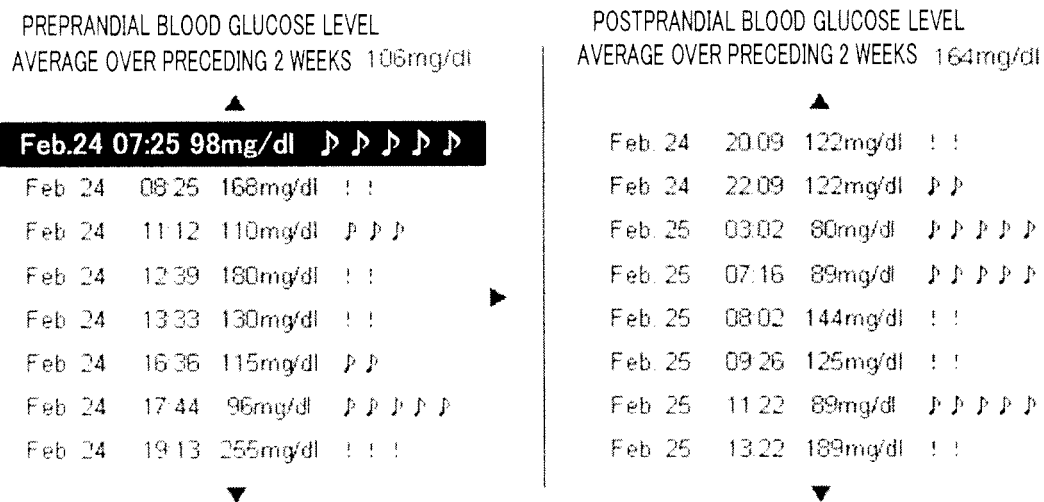 PREPRANDIAL BLOOD GLUCOSE LEVEL
AVERAGE OVER PRECEDING 2 WEEKS 106mg/dl
▲
Feb.24 07:25 98mg/dl ♪ ♪ ♪ ♪ ♪
Feb 24 08:25 168mg/dl ! !
Feb 24 11:12 110mg/dl ♪ ♪ ♪
Feb 24 12:39 180mg/dl ! !
Feb 24 13:33 130mg/dl ! !
Feb 24 16:36 115mg/dl ♪ ♪
Feb 24 17:44 96mg/dl ♪ ♪ ♪ ♪ ♪
Feb 24 19:13 255mg/dl ! ! !
▼
▶
POSTPRANDIAL BLOOD GLUCOSE LEVEL
AVERAGE OVER PRECEDING 2 WEEKS 164mg/dl
▲
Feb. 24 20:09 122mg/dl ! !
Feb. 24 22:09 122mg/dl ♪ ♪
Feb. 25 03:02 80mg/dl ♪ ♪ ♪ ♪ ♪
Feb. 25 07:16 89mg/dl ♪ ♪ ♪ ♪ ♪
Feb. 25 08:02 144mg/dl ! !
Feb. 25 09:26 125mg/dl ! !
Feb. 25 11:22 89mg/dl ♪ ♪ ♪ ♪ ♪
Feb. 25 13:22 189mg/dl ! !
▼